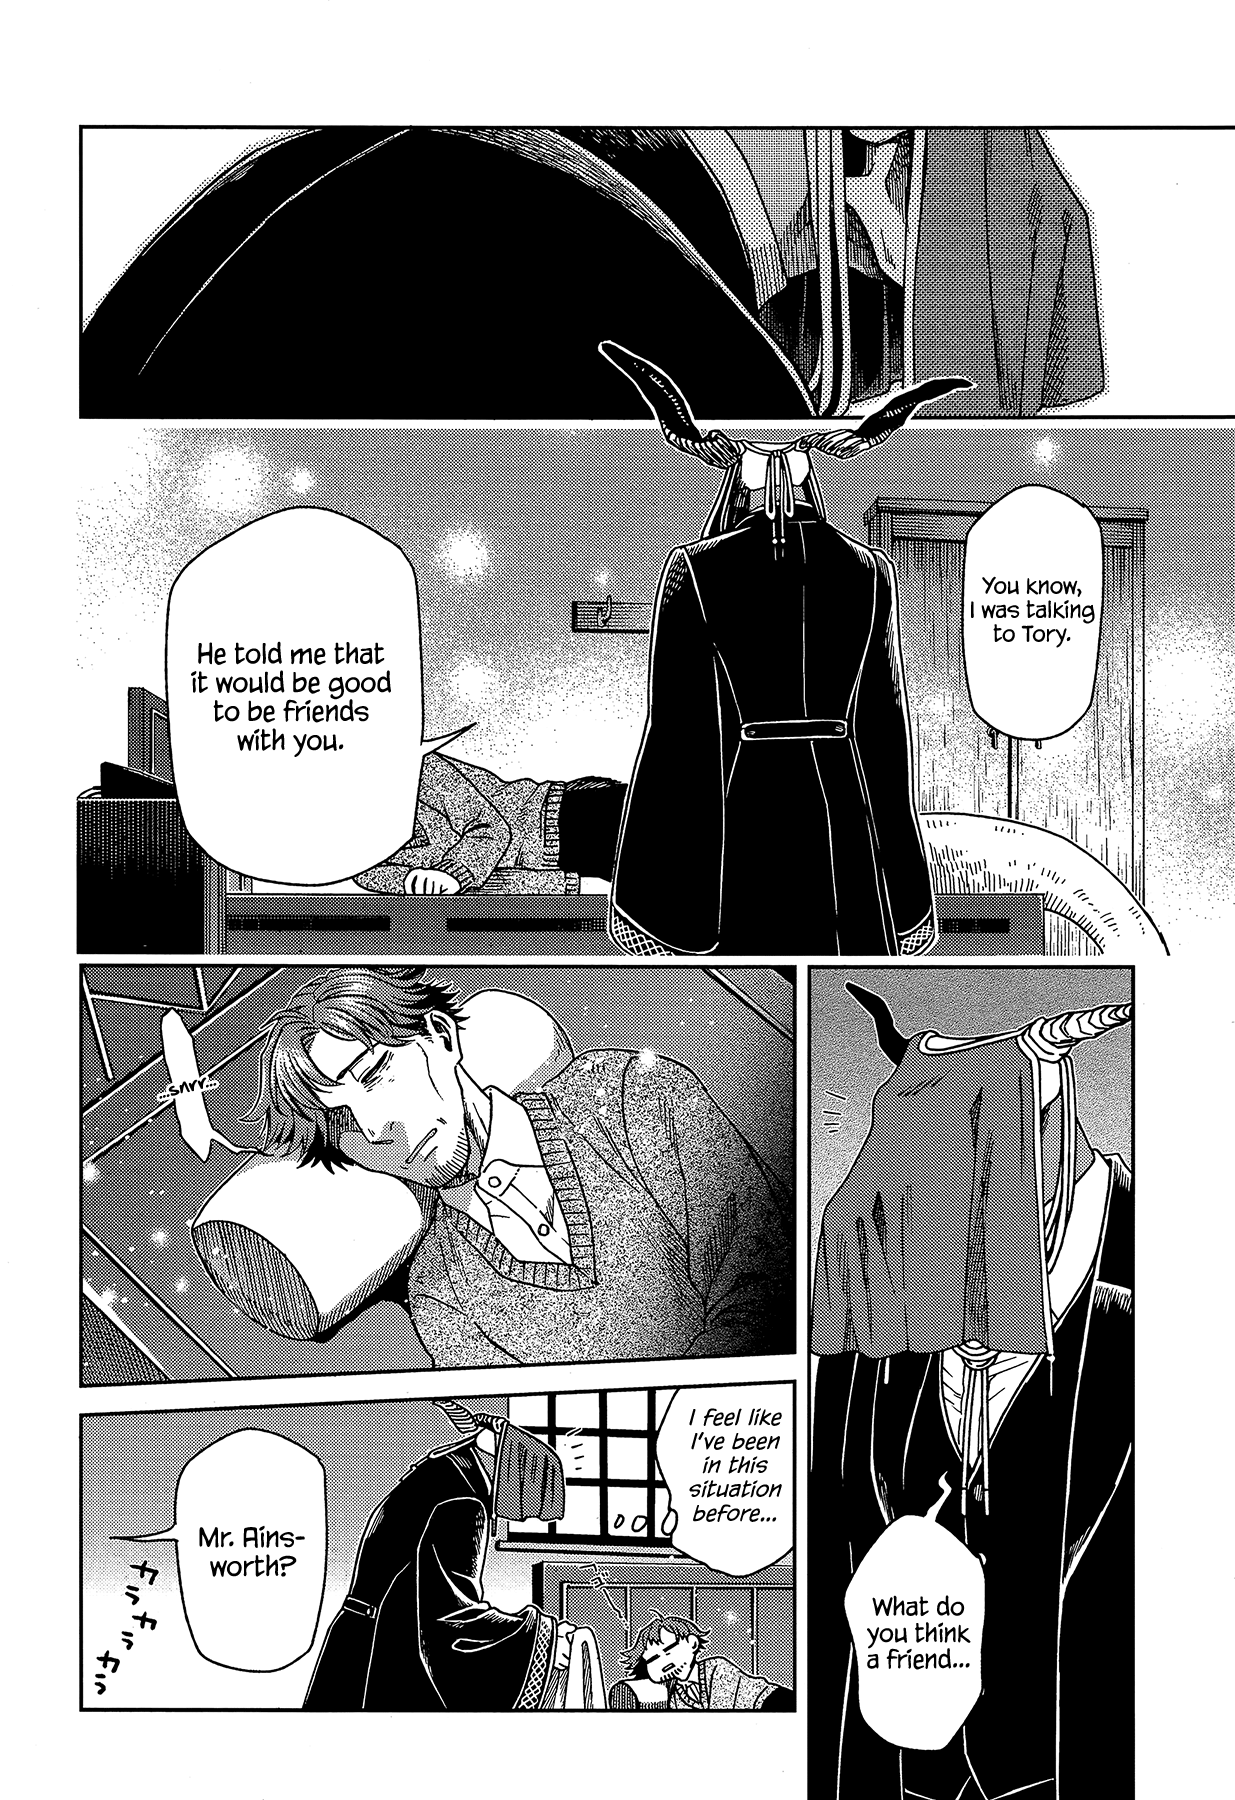 You know,
I was talking
to Tory.
He told me that
it would be good
to be friends
with you.
What do
you think
a friend...
...snrr...
I feel like
I've been
in this
situation
before...
Mr. Ains-
worth?